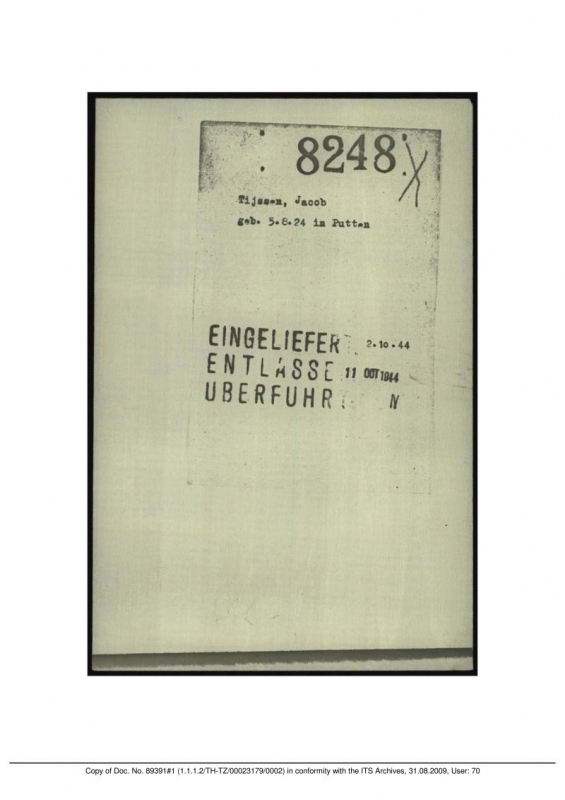 8248
Tijssen, Jacob
geb. 5.8.24 in Putten
EINGELIEFER 2.10.44
ENTLASSE 11 OOT 1944
UBERFUHR N
Copy of Doc. No. 89391#1 (1.1.1.2/TH-TZ/00023179/0002) in conformity with the ITS Archives, 31.08.2009, User: 70